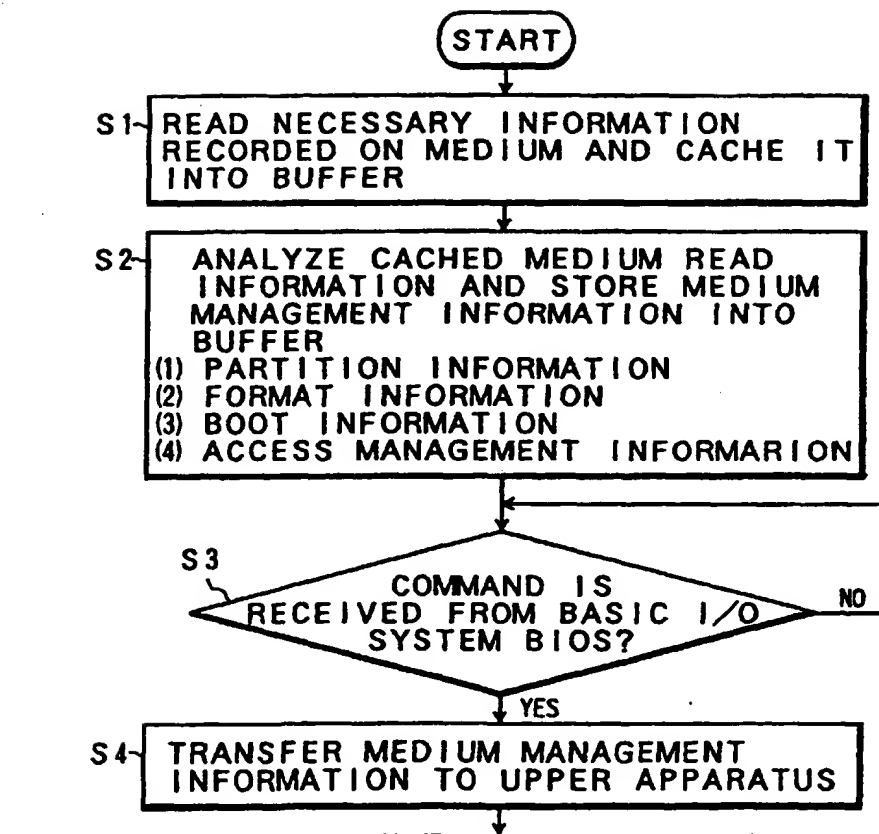 START
S1
READ NECESSARY INFORMATION
RECORDED ON MEDIUM AND CACHE IT
INTO BUFFER
S2
ANALYZE CACHED MEDIUM READ
INFORMATION AND STORE MEDIUM
MANAGEMENT INFORMATION INTO
BUFFER
(1) PARTITION INFORMATION
(2) FORMAT INFORMATION
(3) BOOT INFORMATION
(4) ACCESS MANAGEMENT INFORMARION
S3
COMMAND IS
RECEIVED FROM BASIC I/O
SYSTEM BIOS?
NO
YES
S4
TRANSFER MEDIUM MANAGEMENT
INFORMATION TO UPPER APPARATUS